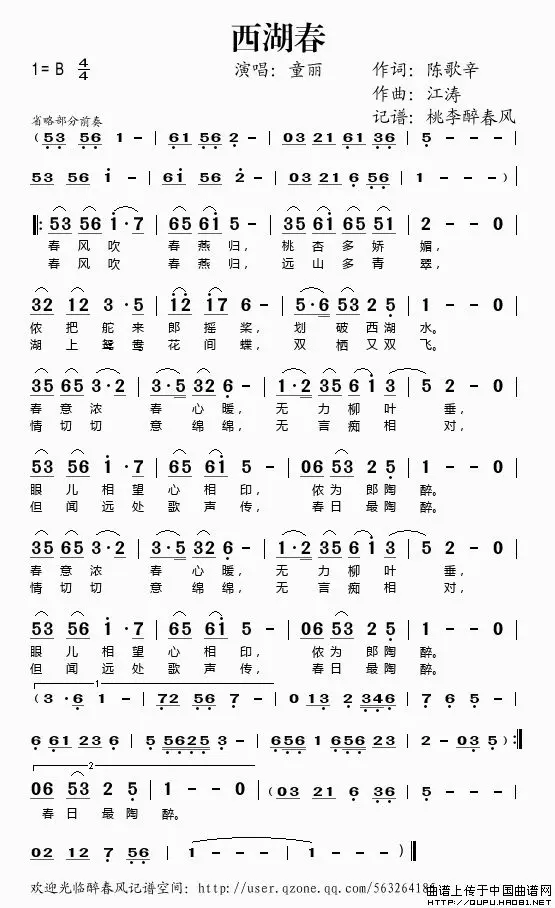 西湖春
1=B 4/4 演唱：童丽 作词：陈歌辛
作曲：江涛
记谱：桃李醉春风
省略部分前奏
(53 56 1 - | 61 56 2 - | 03 21 61 36 | 5 - - - |
53 56 i - | 6i 56 2 - | 03 21 6 56 | 1 - - -) |
‖: 53 56 i·7 | 65 6i 5 - | 35 6i 65 51 | 2 - - 0 |
春风吹 春燕归， 桃杏多娇媚，
春风吹 春燕归， 远山多青翠，
32 12 3·5 | i2 i7 6 - | 5·6 53 2 5 | 1 - - 0 |
侬把舵来郎摇桨， 划破西湖水。
湖上鸳鸯花间蝶， 双栖又双飞。
35 65 3·2 | 3·5 32 6 - | 1·2 35 6 i 3 | 5 2 - 0 |
春意浓 春心暖， 无力柳叶垂，
情切切 意绵绵， 无言痴相对，
53 56 i·7 | 65 6i 5 - | 06 53 2 5 | 1 - - 0 |
眼儿相望心相印， 侬为郎陶醉。
但闻远处歌声传， 春日最陶醉。
35 65 3·2 | 3·5 32 6 - | 1·2 35 6 i 3 | 5 2 - 0 |
春意浓 春心暖， 无力柳叶垂，
情切切 意绵绵， 无言痴相对，
53 56 i·7 | 65 6i 5 - | 06 53 2 5 | 1 - - 0 |
眼儿相望心相印， 侬为郎陶醉。
但闻远处歌声传， 春日最陶醉。
1
(3·6 1 - | 72 56 7 - | 0 13 2 346 | 7 6 5 - |
6 61 23 6 | 5 5625 3 - | 656 1 656 23 | 2 - 03 5) :‖
2
06 53 2 5 | 1 - - 0 | (03 21 6 36 | 5 - - - |
春日最陶醉。
02 12 7 56 | 1 - - - | 1 - - -) ‖
欢迎光临醉春风记谱空间：http://user.qzone.qq.com/563264186
曲谱上传于中国曲谱网
HTTP://QUPU.HAO81.NET